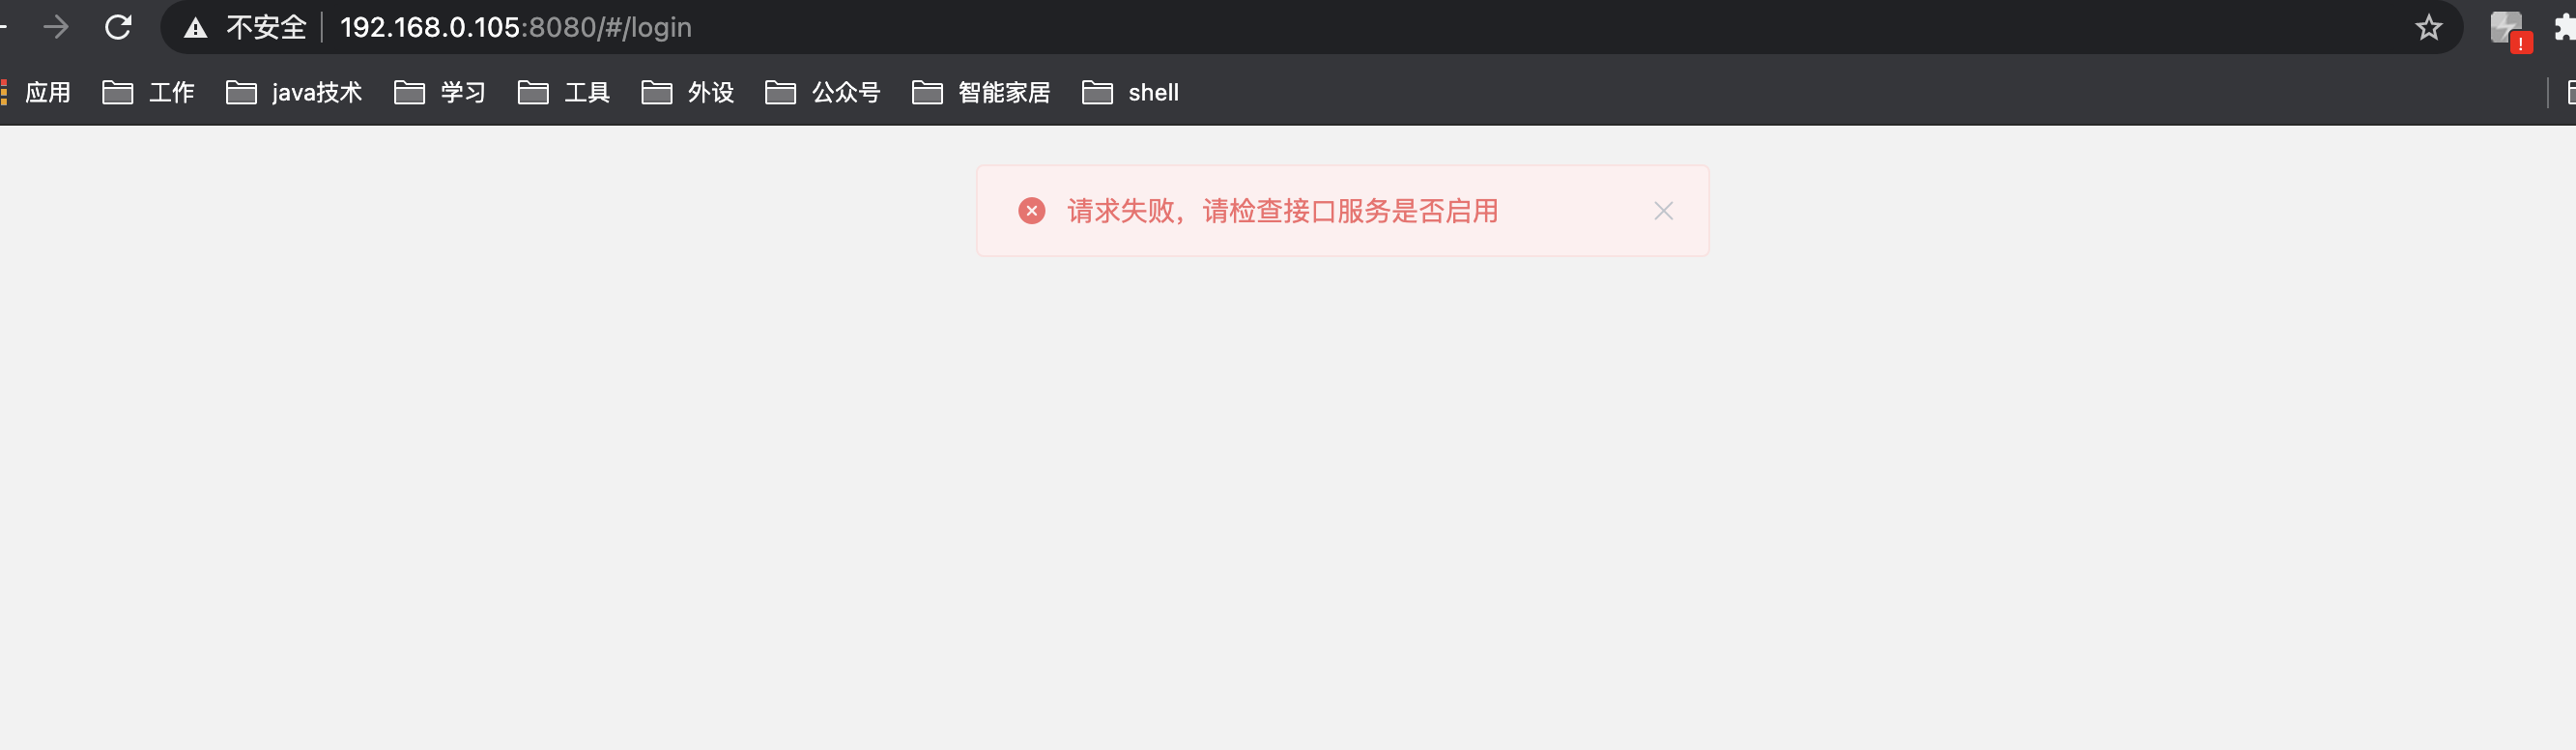 不安全 192.168.0.105:8080/#/login
应用 工作 java技术 学习 工具 外设 公众号 智能家居 shell
请求失败，请检查接口服务是否启用